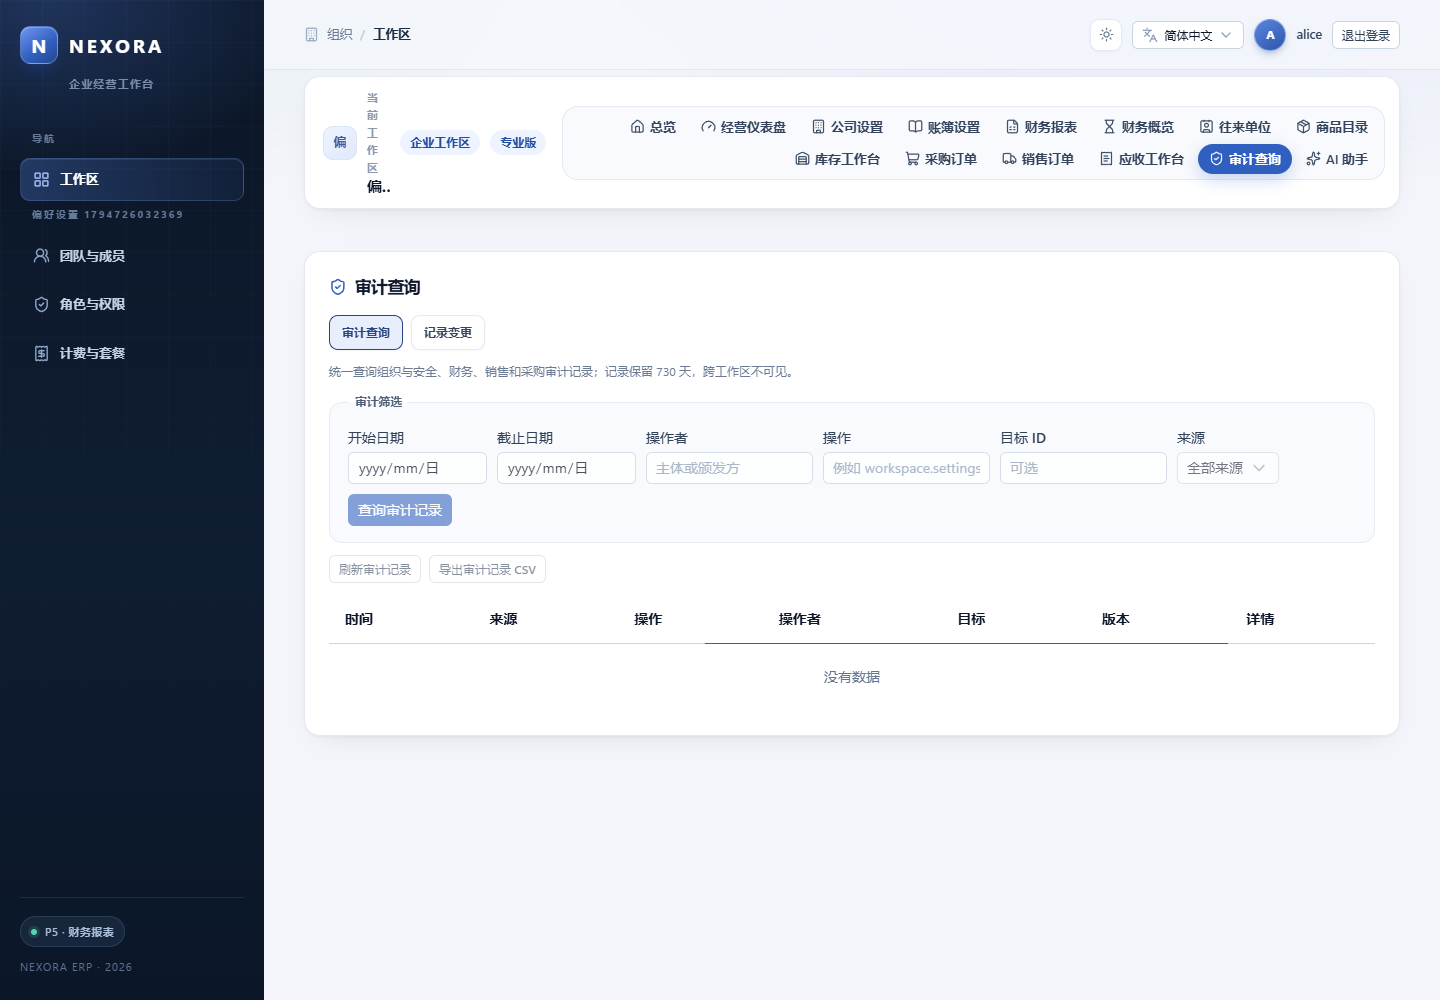 N NEXORA
企业经营工作台
导航
工作区
偏好设置 1794726032369
团队与成员
角色与权限
计费与套餐
P5 · 财务报表
NEXORA ERP · 2026
组织 / 工作区
简体中文
A
alice
退出登录
偏
当前工作区
偏..
企业工作区
专业版
总览
经营仪表盘
公司设置
账簿设置
财务报表
财务概览
往来单位
商品目录
库存工作台
采购订单
销售订单
应收工作台
审计查询
AI 助手
审计查询
审计查询
记录变更
统一查询组织与安全、财务、销售和采购审计记录；记录保留 730 天，跨工作区不可见。
审计筛选
开始日期 截止日期 操作者 操作 目标 ID 来源
yyyy/mm/日 yyyy/mm/日 主体或颁发方 例如 workspace.settings 可选 全部来源
查询审计记录
刷新审计记录 导出审计记录 CSV
时间 来源 操作 操作者 目标 版本 详情
没有数据